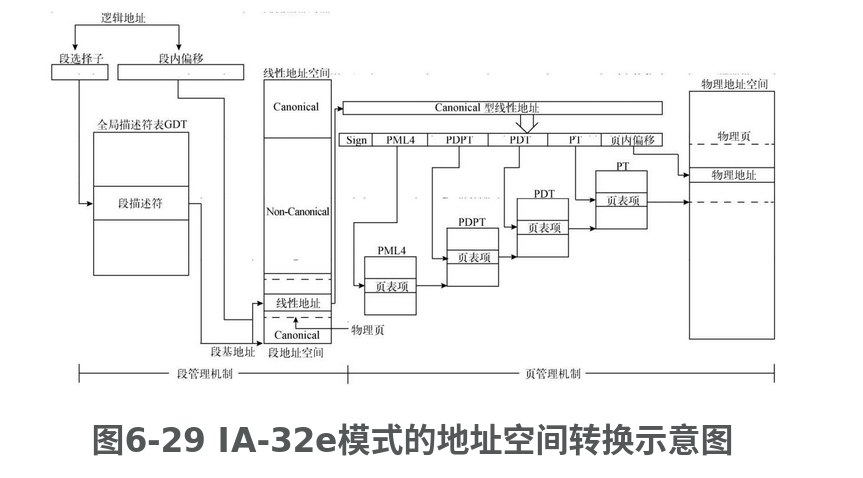 逻辑地址
段选择子
段内偏移
线性地址空间
物理地址空间
Canonical
Canonical 型线性地址
全局描述符表GDT
Sign
PML4
PDPT
PDT
PT
页内偏移
物理页
PT
物理地址
段描述符
Non-Canonical
PDT
页表项
PDPT
页表项
PML4
页表项
页表项
线性地址
物理页
Canonical
段基地址
段地址空间
段管理机制
页管理机制
图6-29 IA-32e模式的地址空间转换示意图